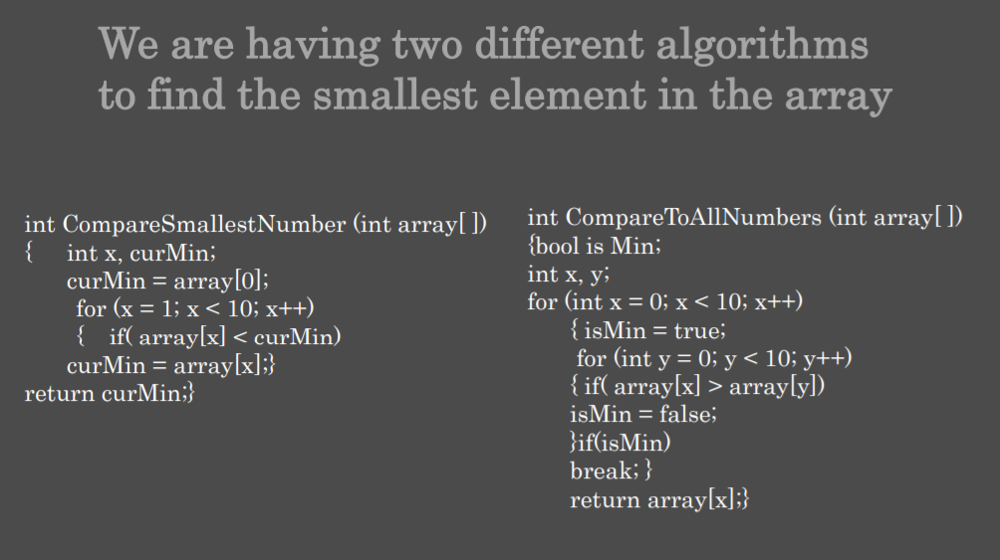 We are having two different algorithms
to find the smallest element in the array
int CompareSmallestNumber (int array[ ])
{ int x, curMin;
curMin = array[0];
for (x = 1; x < 10; x++)
{ if( array[x] < curMin)
curMin = array[x];}
return curMin;}
int CompareToAllNumbers (int array[ ])
{bool is Min;
int x, y;
for (int x = 0; x < 10; x++)
{ isMin = true;
for (int y = 0; y < 10; y++)
{ if( array[x] > array[y])
isMin = false;
}if(isMin)
break; }
return array[x];}